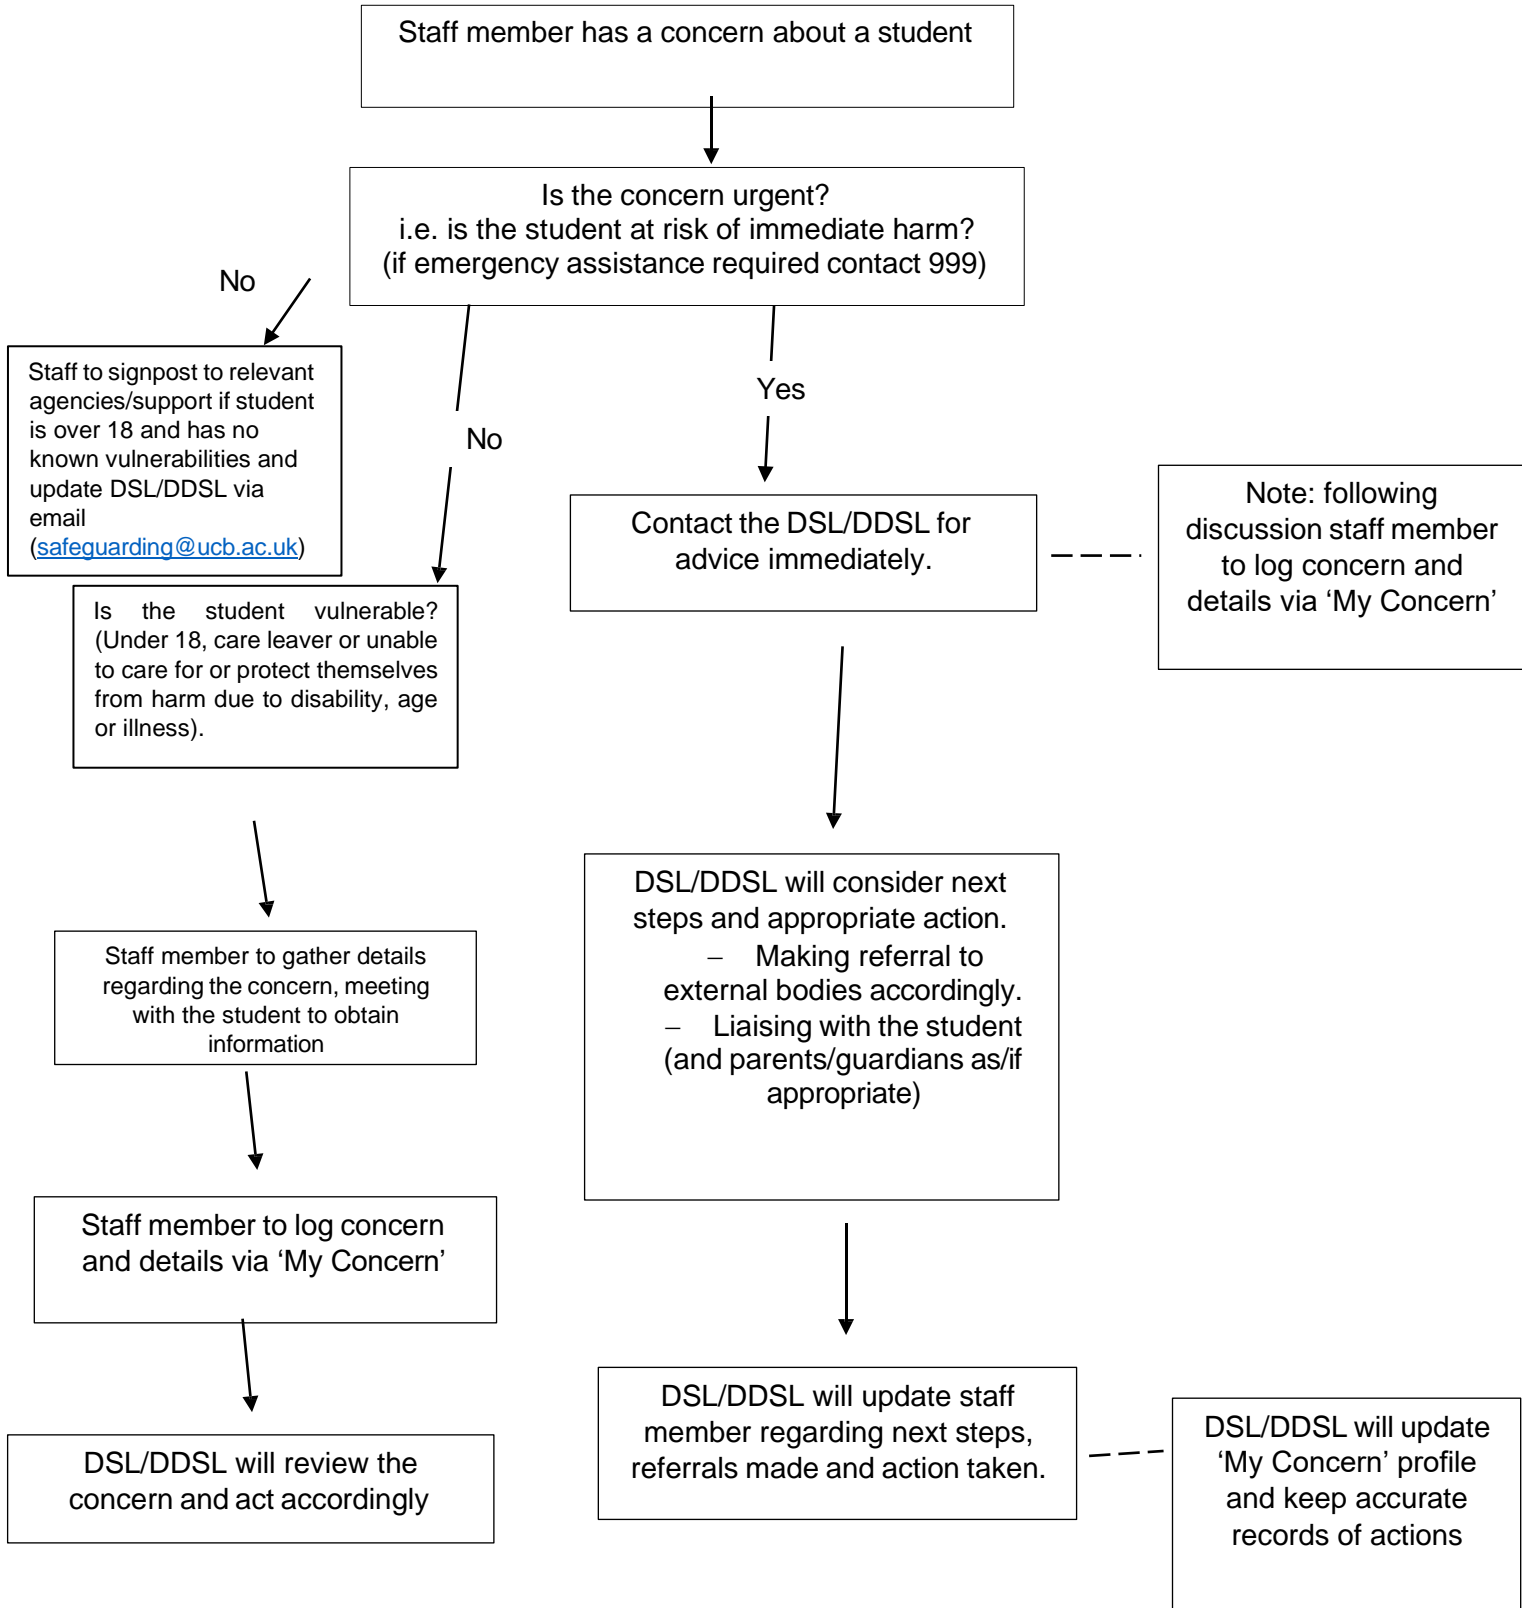 Staff member has a concern about a student
Is the concern urgent?
i.e. is the student at risk of immediate harm?
(if emergency assistance required contact 999)
No
Staff to signpost to relevant
agencies/support if student
is over 18 and has no
known vulnerabilities and
update DSL/DDSL via
email
(safeguarding@ucb.ac.uk)
No
Yes
Is the student vulnerable?
(Under 18, care leaver or unable
to care for or protect themselves
from harm due to disability, age
or illness).
Contact the DSL/DDSL for
advice immediately.
Note: following
discussion staff member
to log concern and
details via ‘My Concern’
Staff member to gather details
regarding the concern, meeting
with the student to obtain
information
DSL/DDSL will consider next
steps and appropriate action.
– Making referral to
external bodies accordingly.
– Liaising with the student
(and parents/guardians as/if
appropriate)
Staff member to log concern
and details via ‘My Concern’
DSL/DDSL will review the
concern and act accordingly
DSL/DDSL will update staff
member regarding next steps,
referrals made and action taken.
DSL/DDSL will update
‘My Concern’ profile
and keep accurate
records of actions